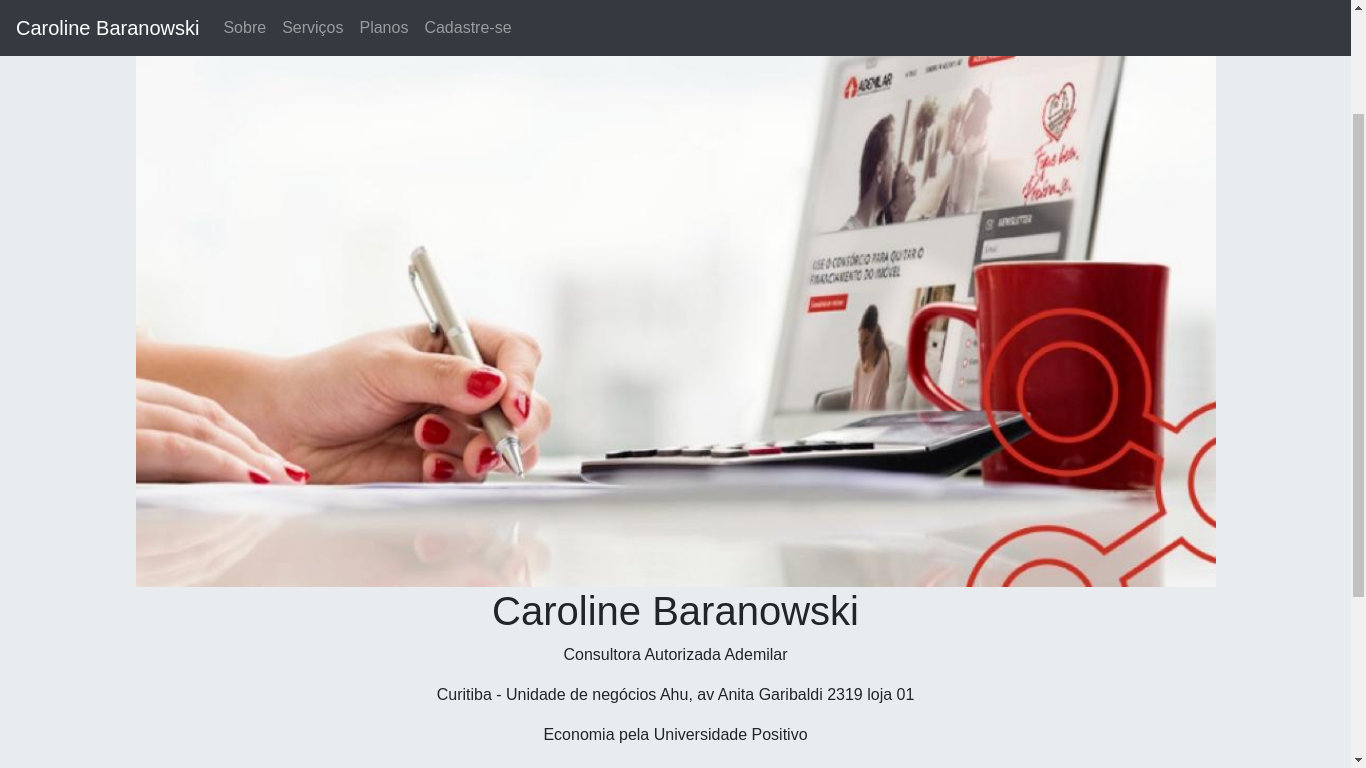 Caroline Baranowski Sobre Serviços Planos Cadastre-se
ADEMILAR
NEWSLETTER
USE O CONSÓRCIO PARA QUITAR O
FINANCIAMENTO DO IMÓVEL
Caroline Baranowski
Consultora Autorizada Ademilar
Curitiba - Unidade de negócios Ahu, av Anita Garibaldi 2319 loja 01
Economia pela Universidade Positivo